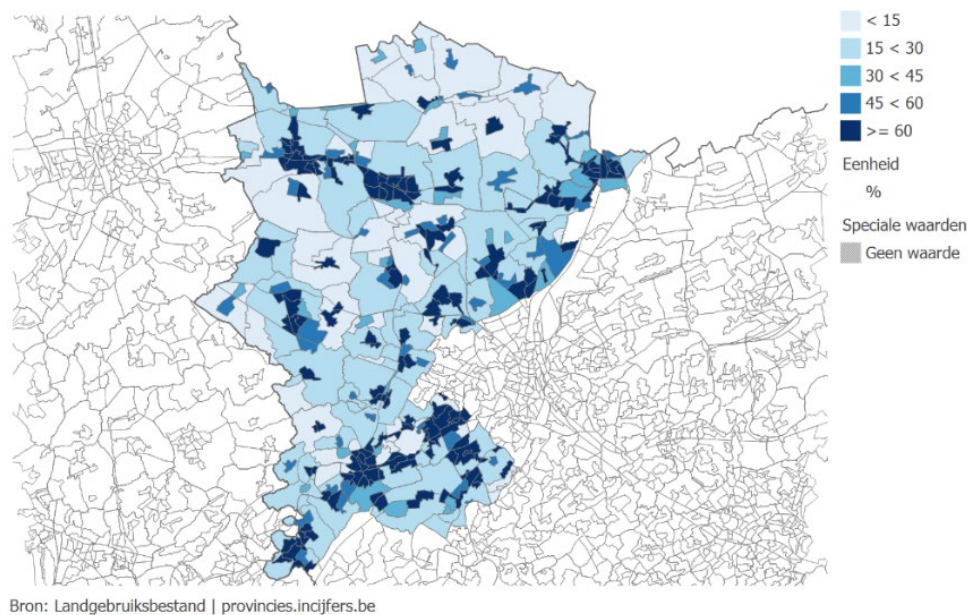 < 15
15 < 30
30 < 45
45 < 60
>= 60
Eenheid
%
Speciale waarden
Geen waarde
Bron: Landgebruiksbestand | provincies.incijfers.be